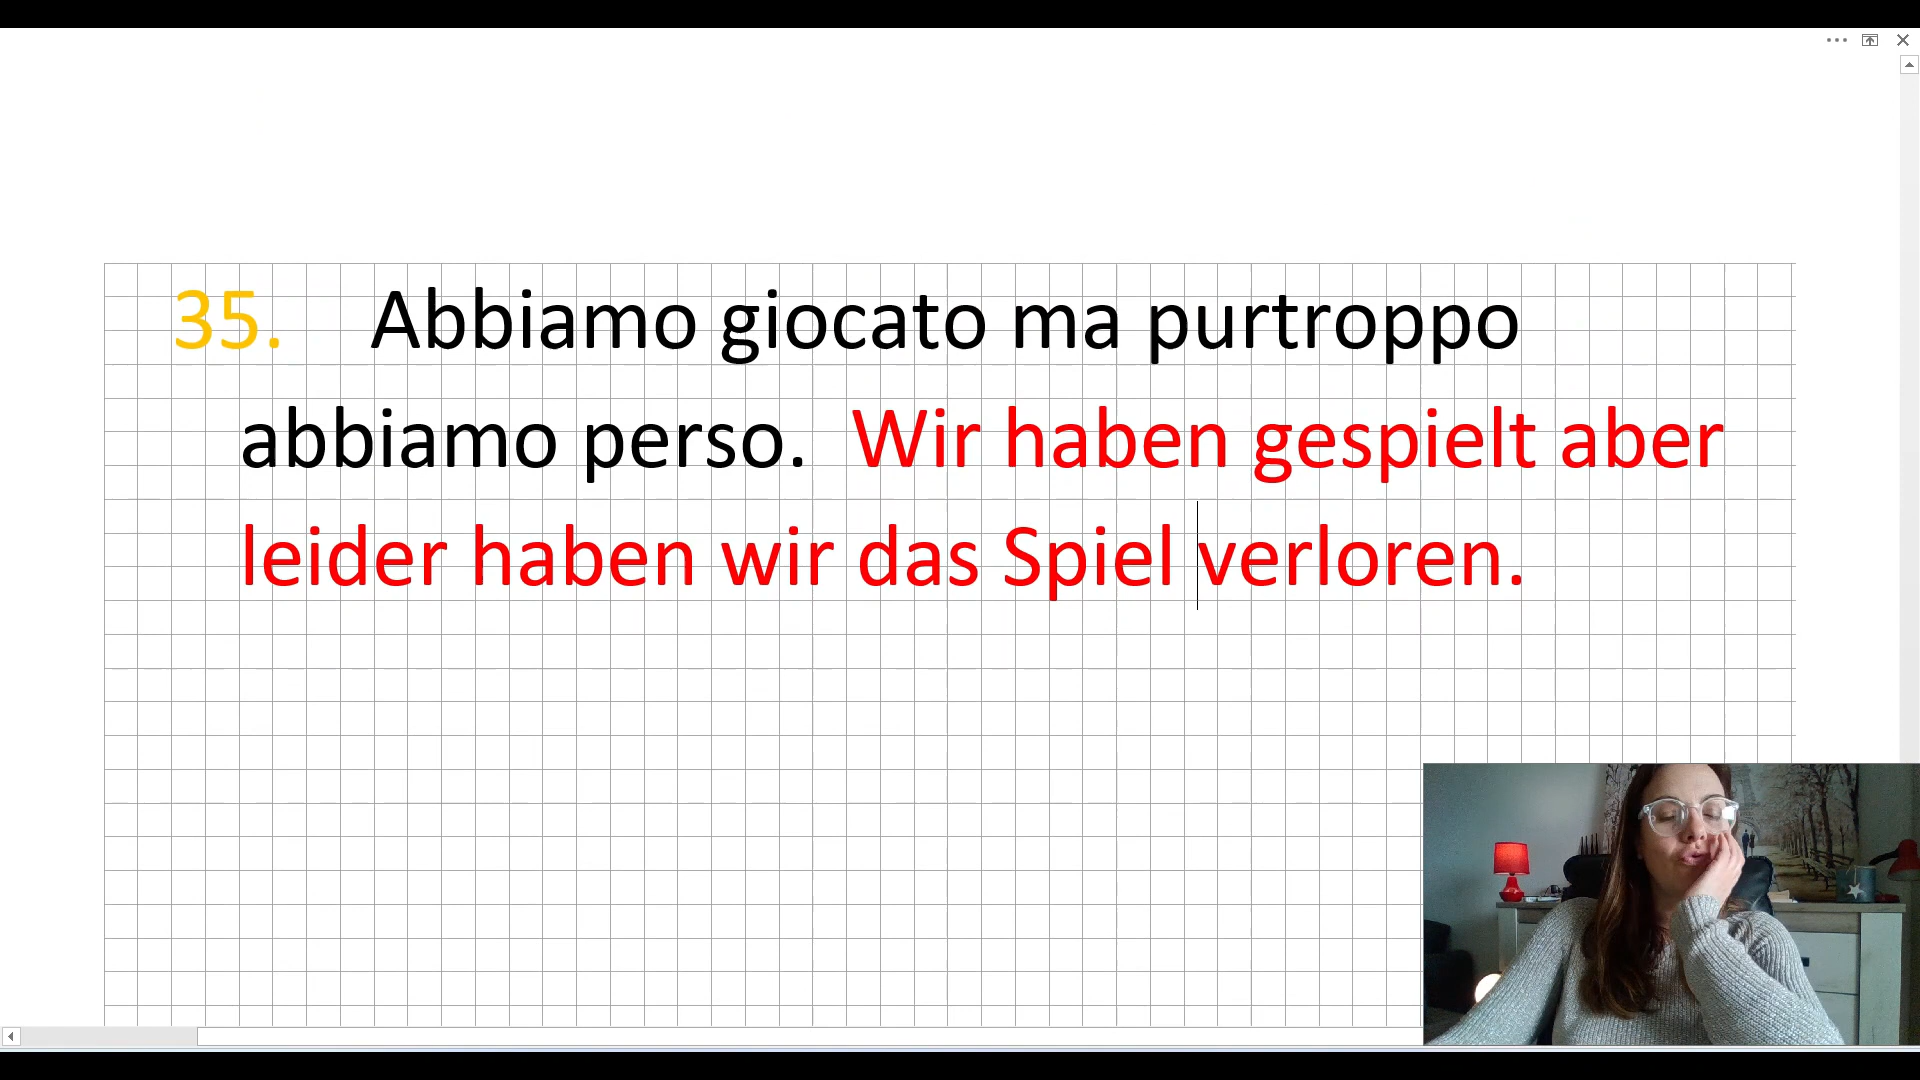 35. Abbiamo giocato ma purtroppo
abbiamo perso. Wir haben gespielt aber
leider haben wir das Spiel verloren.